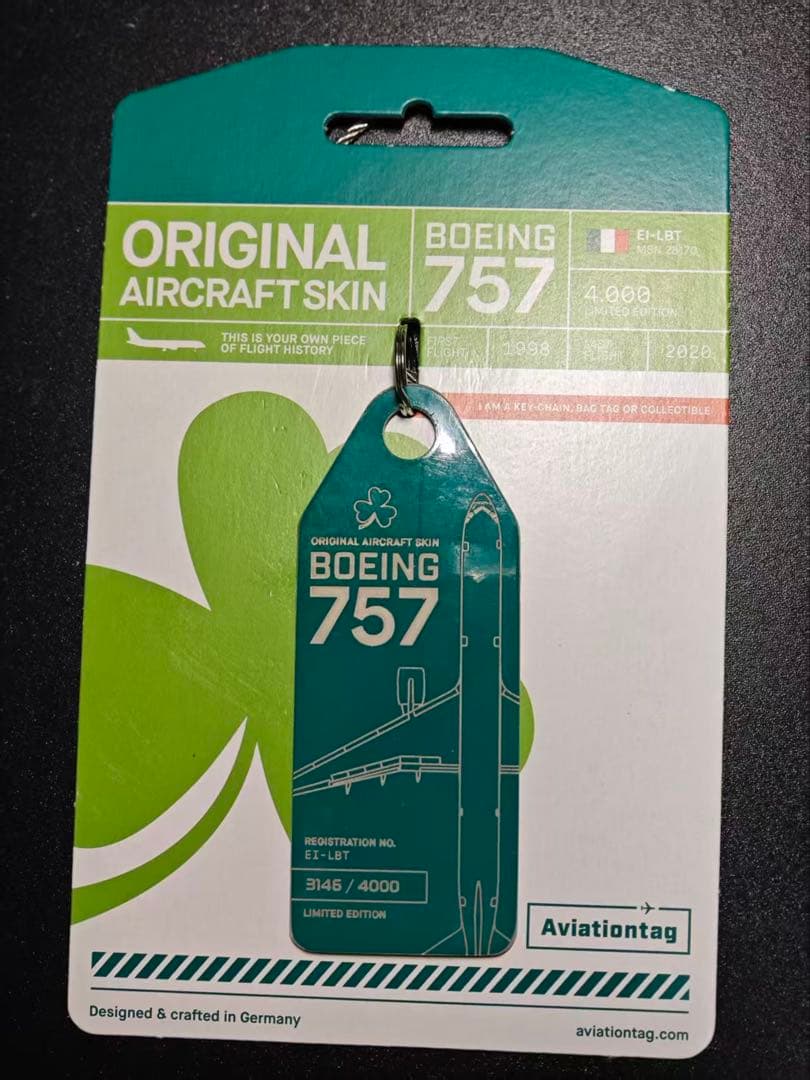 ORIGINAL
AIRCRAFT SKIN
BOEING
757
EI-LBT
MSN 28170
4.000
LIMITED EDITION
THIS IS YOUR OWN PIECE
OF FLIGHT HISTORY
FIRST
FLIGHT
1998
LAST
FLIGHT
2020
I AM A KEY-CHAIN, BAG TAG OR COLLECTIBLE
ORIGINAL AIRCRAFT SKIN
BOEING
757
REGISTRATION NO.
EI-LBT
3146 / 4000
LIMITED EDITION
Aviationtag
Designed & crafted in Germany
aviationtag.com